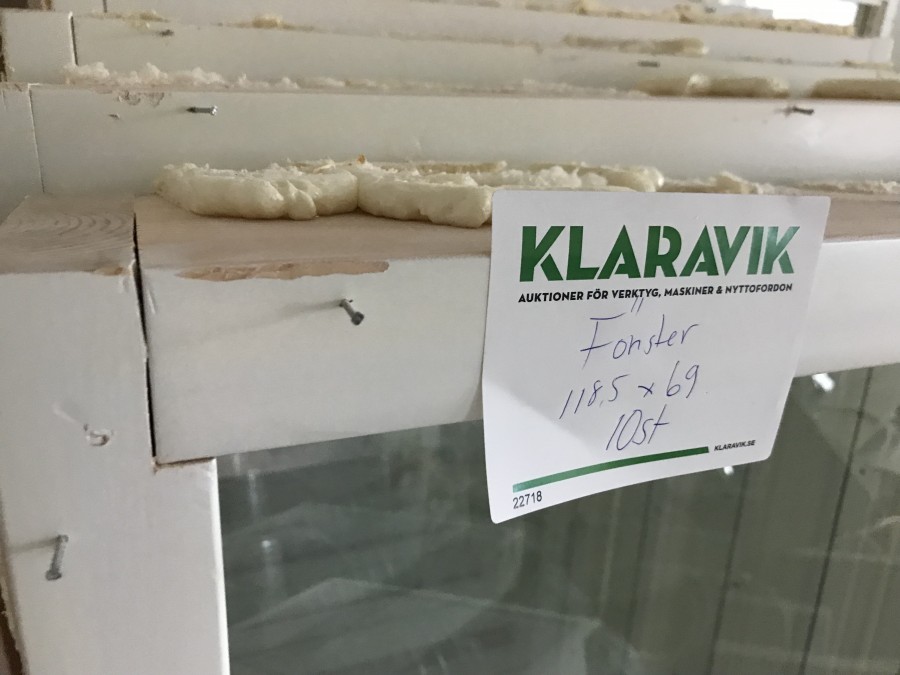 KLARAVIK
AUKTIONER FÖR VERKTYG, MASKINER & NYTTOFORDON
Fönster
118,5 x 69
10st
KLARAVIK.SE
22718